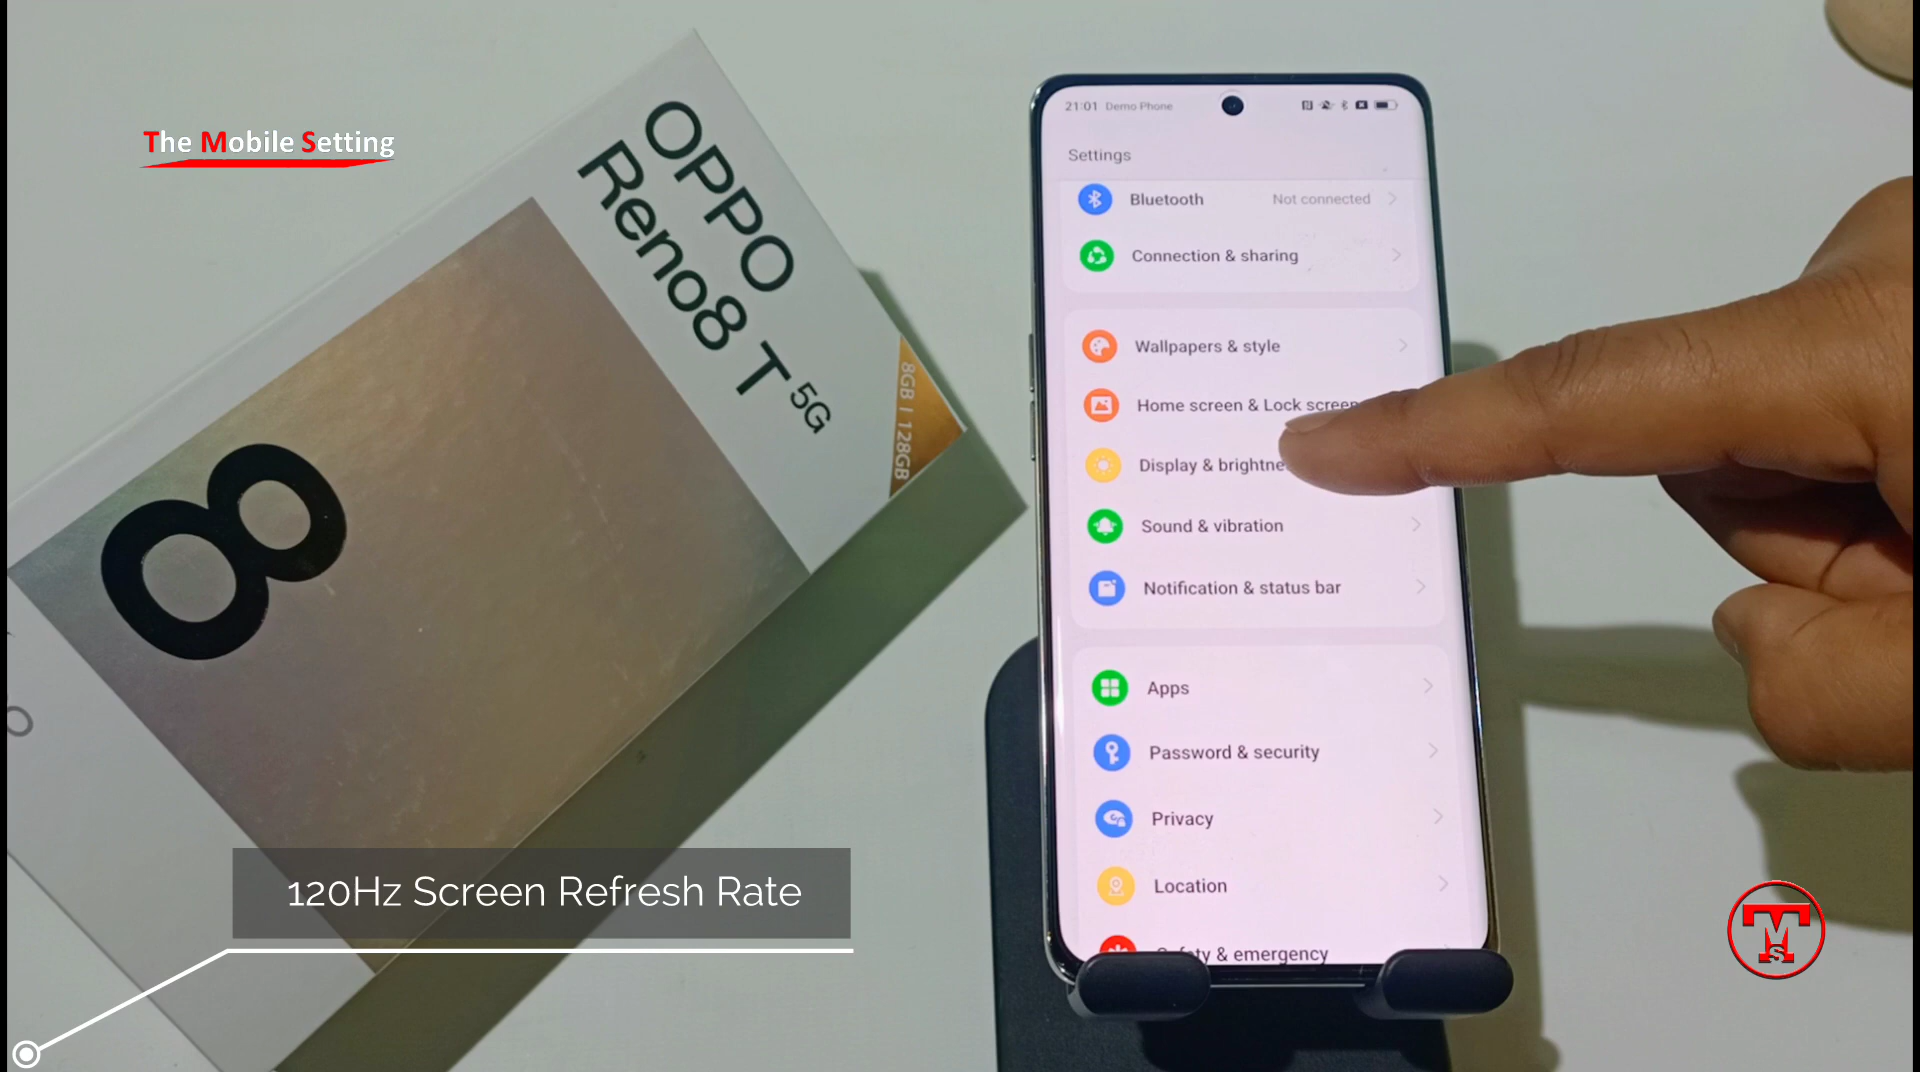 The Mobile Setting
OPPO
Reno8 T 5G
8GB | 128GB
8
120Hz Screen Refresh Rate
21:01 Demo Phone
Settings
Bluetooth Not connected
Connection & sharing
Wallpapers & style
Home screen & Lock screen
Display & brightne
Sound & vibration
Notification & status bar
Apps
Password & security
Privacy
Location
ty & emergency
TMS